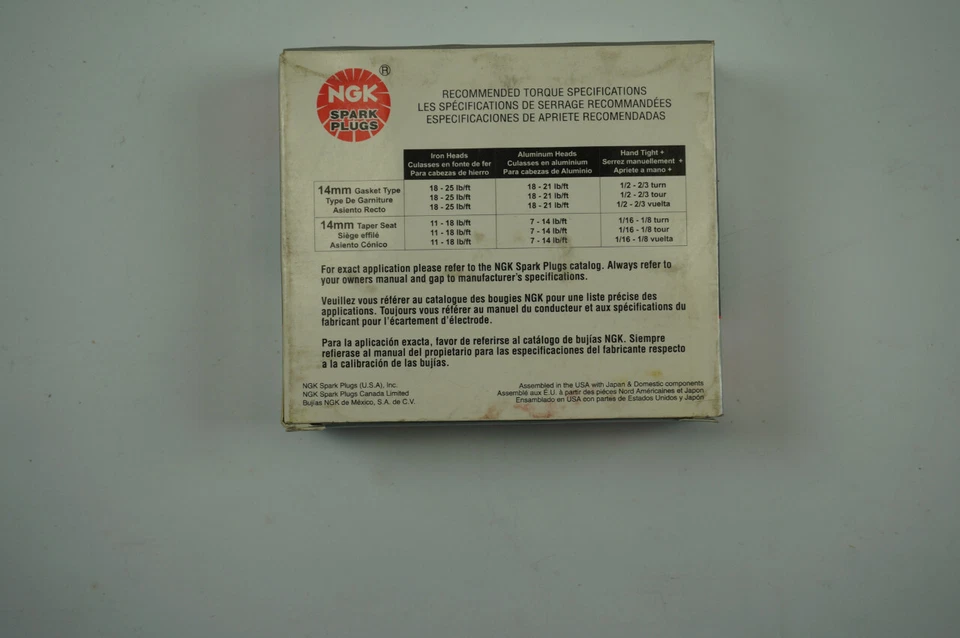 NGK
SPARK
PLUGS
®
RECOMMENDED TORQUE SPECIFICATIONS
LES SPÉCIFICATIONS DE SERRAGE RECOMMANDÉES
ESPECIFICACIONES DE APRIETE RECOMENDADAS
Iron Heads
Culasses en fonte de fer
Para cabezas de hierro
Aluminum Heads
Culasses en aluminium
Para cabezas de Aluminio
Hand Tight +
Serrez manuellement +
Apriete a mano +
14mm Gasket Type
Type De Garniture
Asiento Recto
18 - 25 lb/ft
18 - 25 lb/ft
18 - 25 lb/ft
18 - 21 lb/ft
18 - 21 lb/ft
18 - 21 lb/ft
1/2 - 2/3 turn
1/2 - 2/3 tour
1/2 - 2/3 vuelta
14mm Taper Seat
Siège effilé
Asiento Cónico
11 - 18 lb/ft
11 - 18 lb/ft
11 - 18 lb/ft
7 - 14 lb/ft
7 - 14 lb/ft
7 - 14 lb/ft
1/16 - 1/8 turn
1/16 - 1/8 tour
1/16 - 1/8 vuelta
For exact application please refer to the NGK Spark Plugs catalog. Always refer to
your owners manual and gap to manufacturer's specifications.
Veuillez vous référer au catalogue des bougies NGK pour une liste précise des
applications. Toujours vous référer au manuel du conducteur et aux spécifications du
fabricant pour l'écartement d'électrode.
Para la aplicación exacta, favor de referirse al catálogo de bujías NGK. Siempre
refierase al manual del propietario para las especificaciones del fabricante respecto
a la calibración de las bujías.
NGK Spark Plugs (U.S.A), Inc.
NGK Spark Plugs Canada Limited
Bujías NGK de México, S.A. de C.V.
Assembled in the USA with Japan & Domestic components
Assemblé aux E.U. à partir des pièces Nord Américaines et Japon
Ensamblado en USA con partes de Estados Unidos y Japón